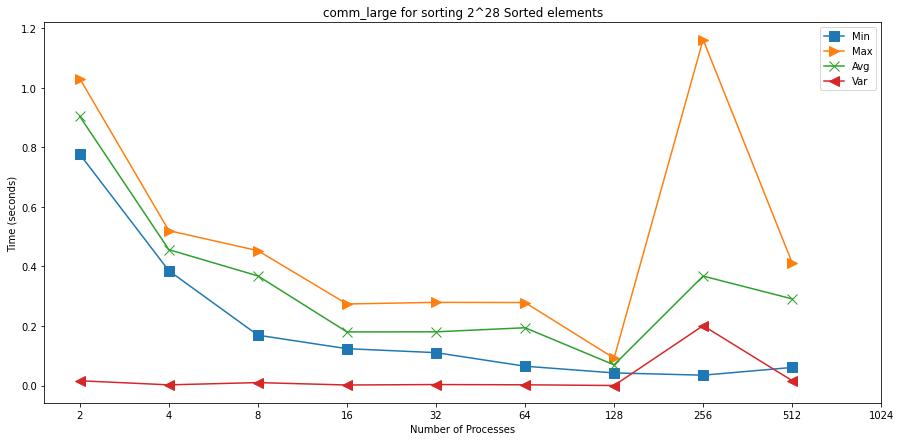 comm_large for sorting 2^28 Sorted elements
Min
Max
Avg
Var
Time (seconds)
1.2
1.0
0.8
0.6
0.4
0.2
0.0
2 4 8 16 32 64 128 256 512 1024
Number of Processes